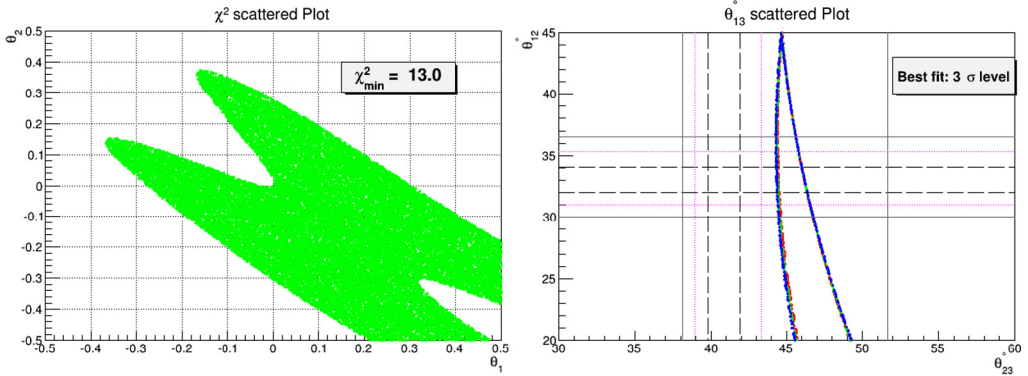 χ² scattered Plot
θ₂
0.5
0.4
0.3
0.2
0.1
0
-0.1
-0.2
-0.3
-0.4
-0.5
χ²min = 13.0
-0.5 -0.4 -0.3 -0.2 -0.1 0 0.1 0.2 0.3 0.4 0.5
θ₁
θ₁₃° scattered Plot
θ₁₂°
45
40
35
30
25
20
Best fit: 3 σ level
30 35 40 45 50 55 60
θ₂₃°